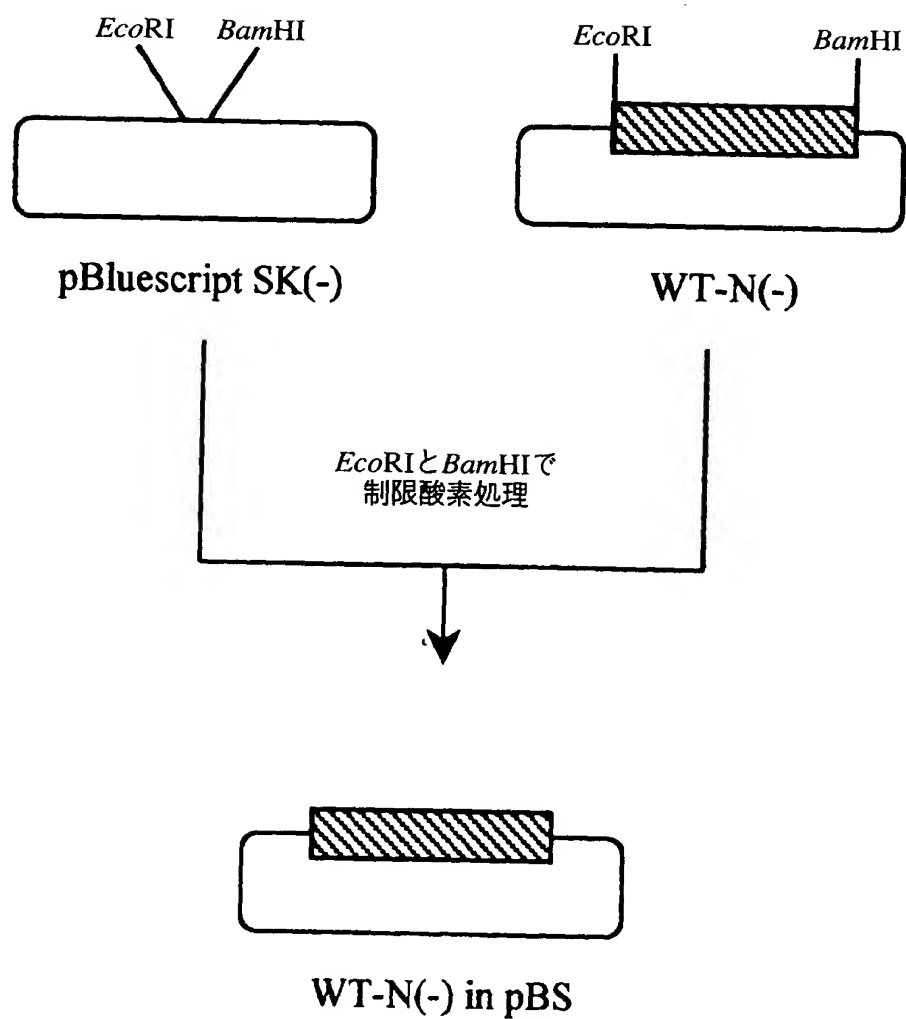 EcoRI BamHI
EcoRI BamHI
pBluescript SK(-)
WT-N(-)
EcoRIとBamHIで
制限酸素処理
WT-N(-) in pBS